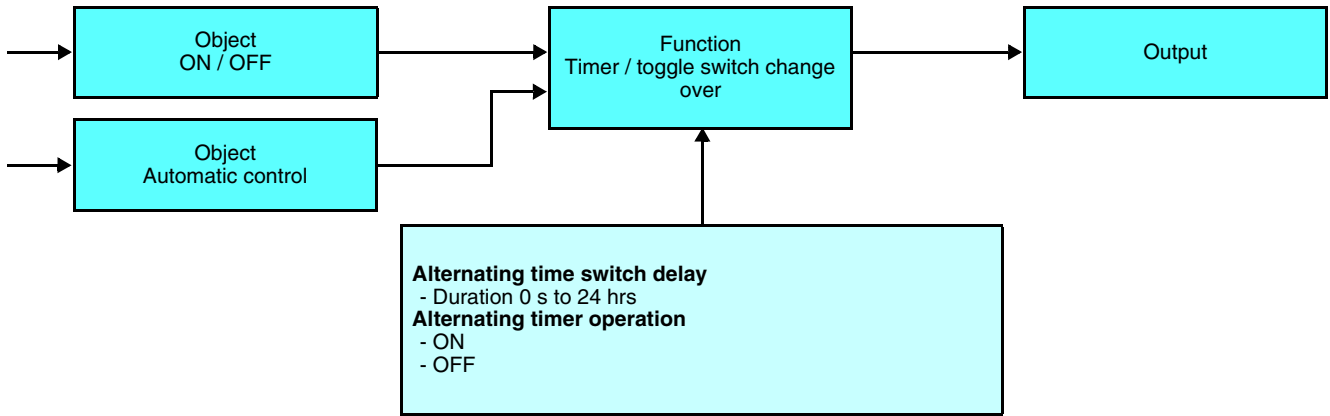 Object
ON / OFF
Function
Timer / toggle switch change
over
Output
Object
Automatic control
Alternating time switch delay
- Duration 0 s to 24 hrs
Alternating timer operation
- ON
- OFF